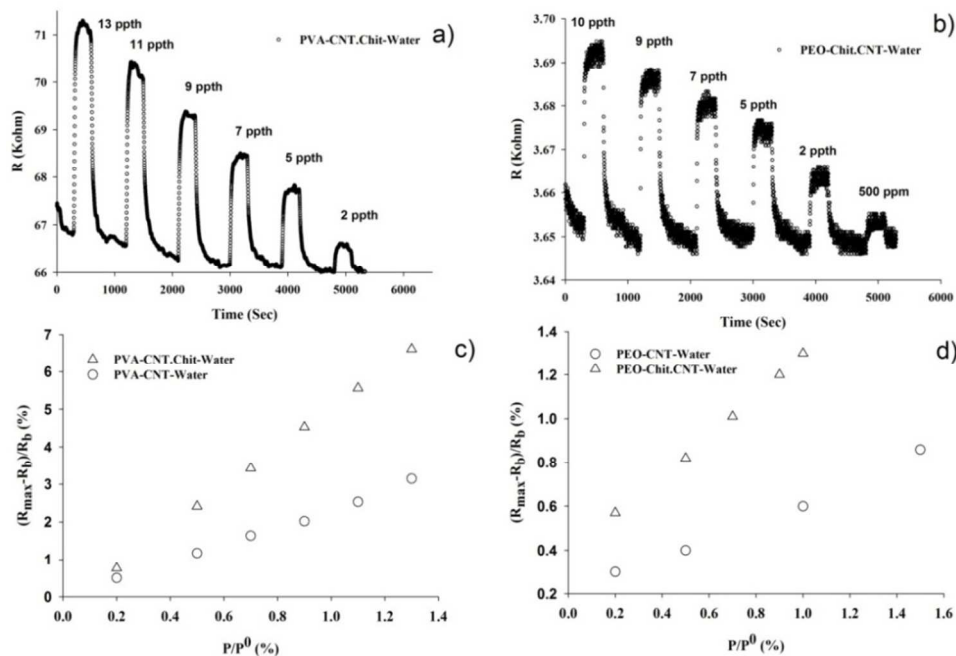 13 ppth
11 ppth
9 ppth
7 ppth
5 ppth
2 ppth
PVA-CNT.Chit-Water
a)
R (Kohm)
71
70
69
68
67
66
0 1000 2000 3000 4000 5000 6000
Time (Sec)
10 ppth
9 ppth
7 ppth
5 ppth
2 ppth
500 ppm
PEO-Chit.CNT-Water
b)
R (Kohm)
3.70
3.69
3.68
3.67
3.66
3.65
3.64
0 1000 2000 3000 4000 5000 6000
Time (Sec)
PVA-CNT.Chit-Water
PVA-CNT-Water
c)
(Rmax-Rb)/Rb (%)
7
6
5
4
3
2
1
0
0.0 0.2 0.4 0.6 0.8 1.0 1.2 1.4
P/P⁰ (%)
PEO-CNT-Water
PEO-Chit.CNT-Water
d)
(Rmax-Rb)/Rb (%)
1.4
1.2
1.0
0.8
0.6
0.4
0.2
0.0 0.2 0.4 0.6 0.8 1.0 1.2 1.4 1.6
P/P⁰ (%)